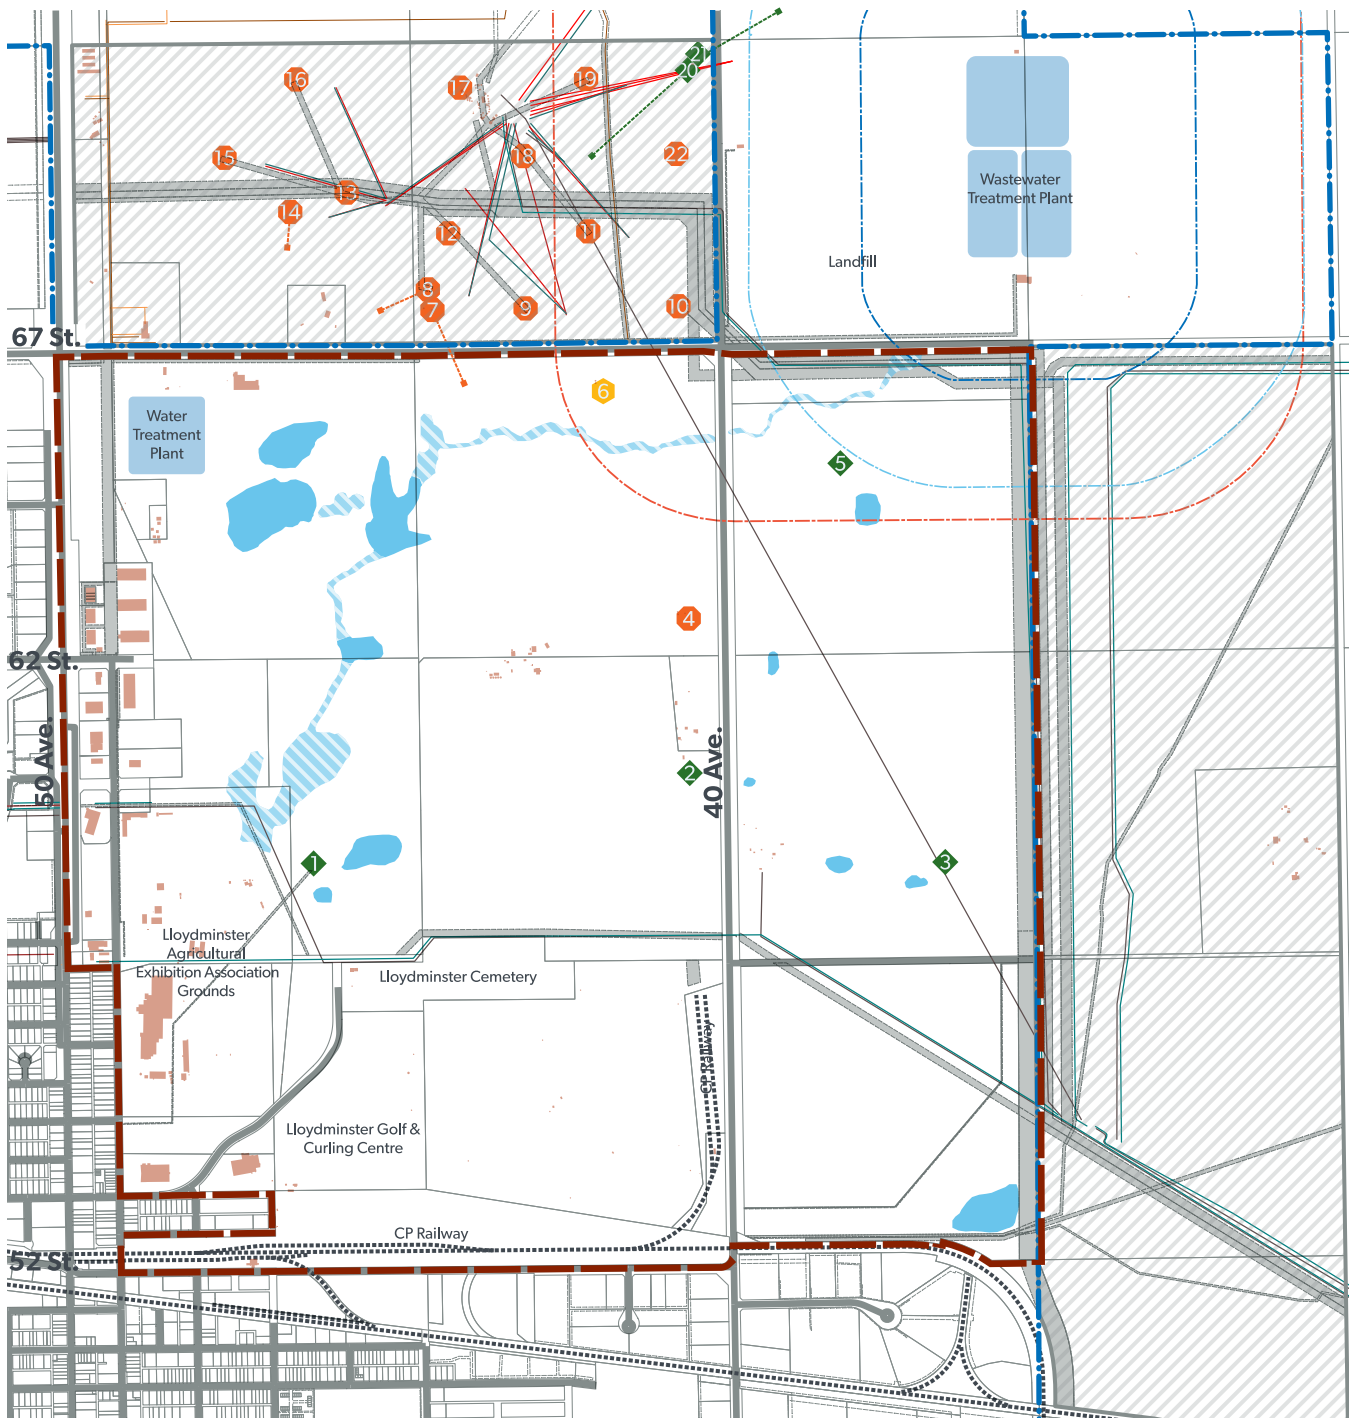 21
20
16
17
19
15
18
22
13
Wastewater
Treatment Plant
14
12
11
Landfill
8
7
9
10
67 St.
6
Water
Treatment
Plant
5
4
62 St.
50 Ave.
40 Ave.
2
1
3
Lloydminster
Agricultural
Exhibition Association
Grounds
Lloydminster Cemetery
Lloydminster Golf &
Curling Centre
CP Railway
52 St.